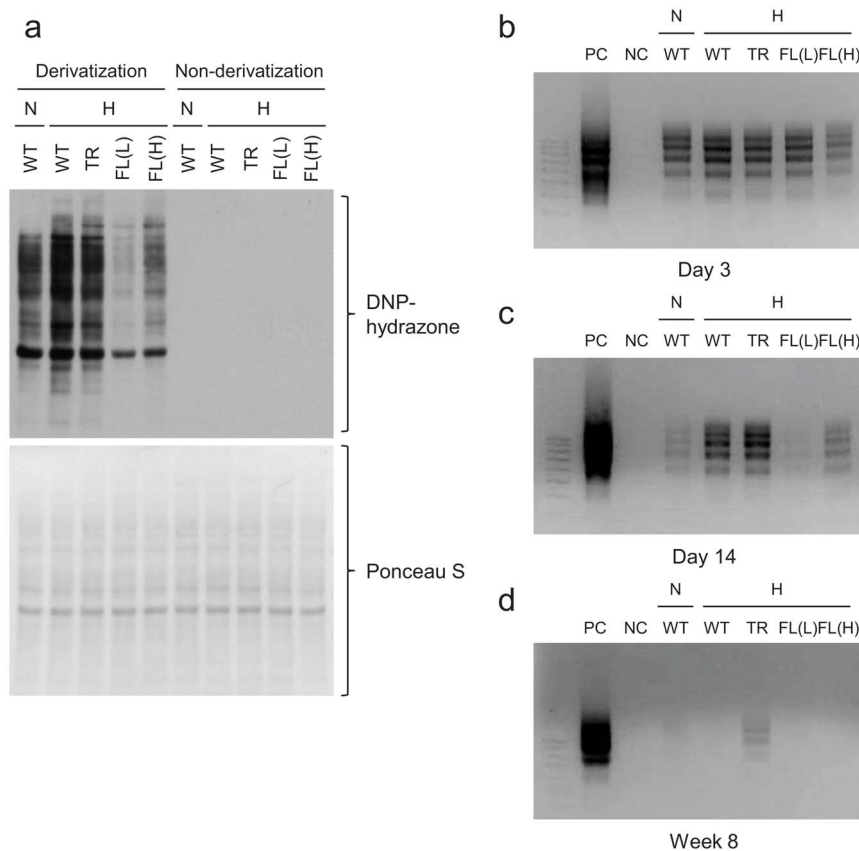 a
Derivatization Non-derivatization
N H N H
WT WT TR FL(L) FL(H) WT WT TR FL(L) FL(H)
DNP-
hydrazone
Ponceau S
b
N H
PC NC WT WT TR FL(L) FL(H)
Day 3
c
N H
PC NC WT WT TR FL(L) FL(H)
Day 14
d
N H
PC NC WT WT TR FL(L) FL(H)
Week 8